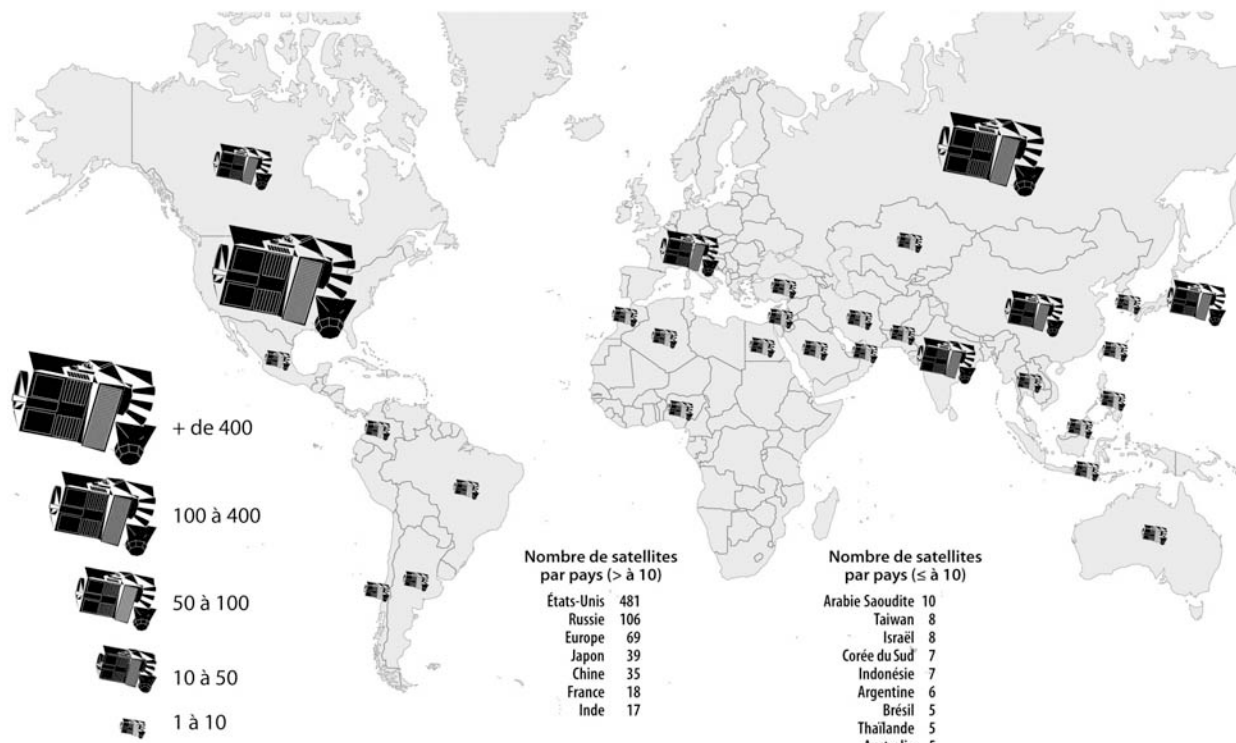 + de 400
100 à 400
50 à 100
10 à 50
1 à 10
Nombre de satellites
par pays (> à 10)
États-Unis 481
Russie 106
Europe 69
Japon 39
Chine 35
France 18
Inde 17
Nombre de satellites
par pays (≤ à 10)
Arabie Saoudite 10
Taiwan 8
Israël 8
Corée du Sud 7
Indonésie 7
Argentine 6
Brésil 5
Thaïlande 5